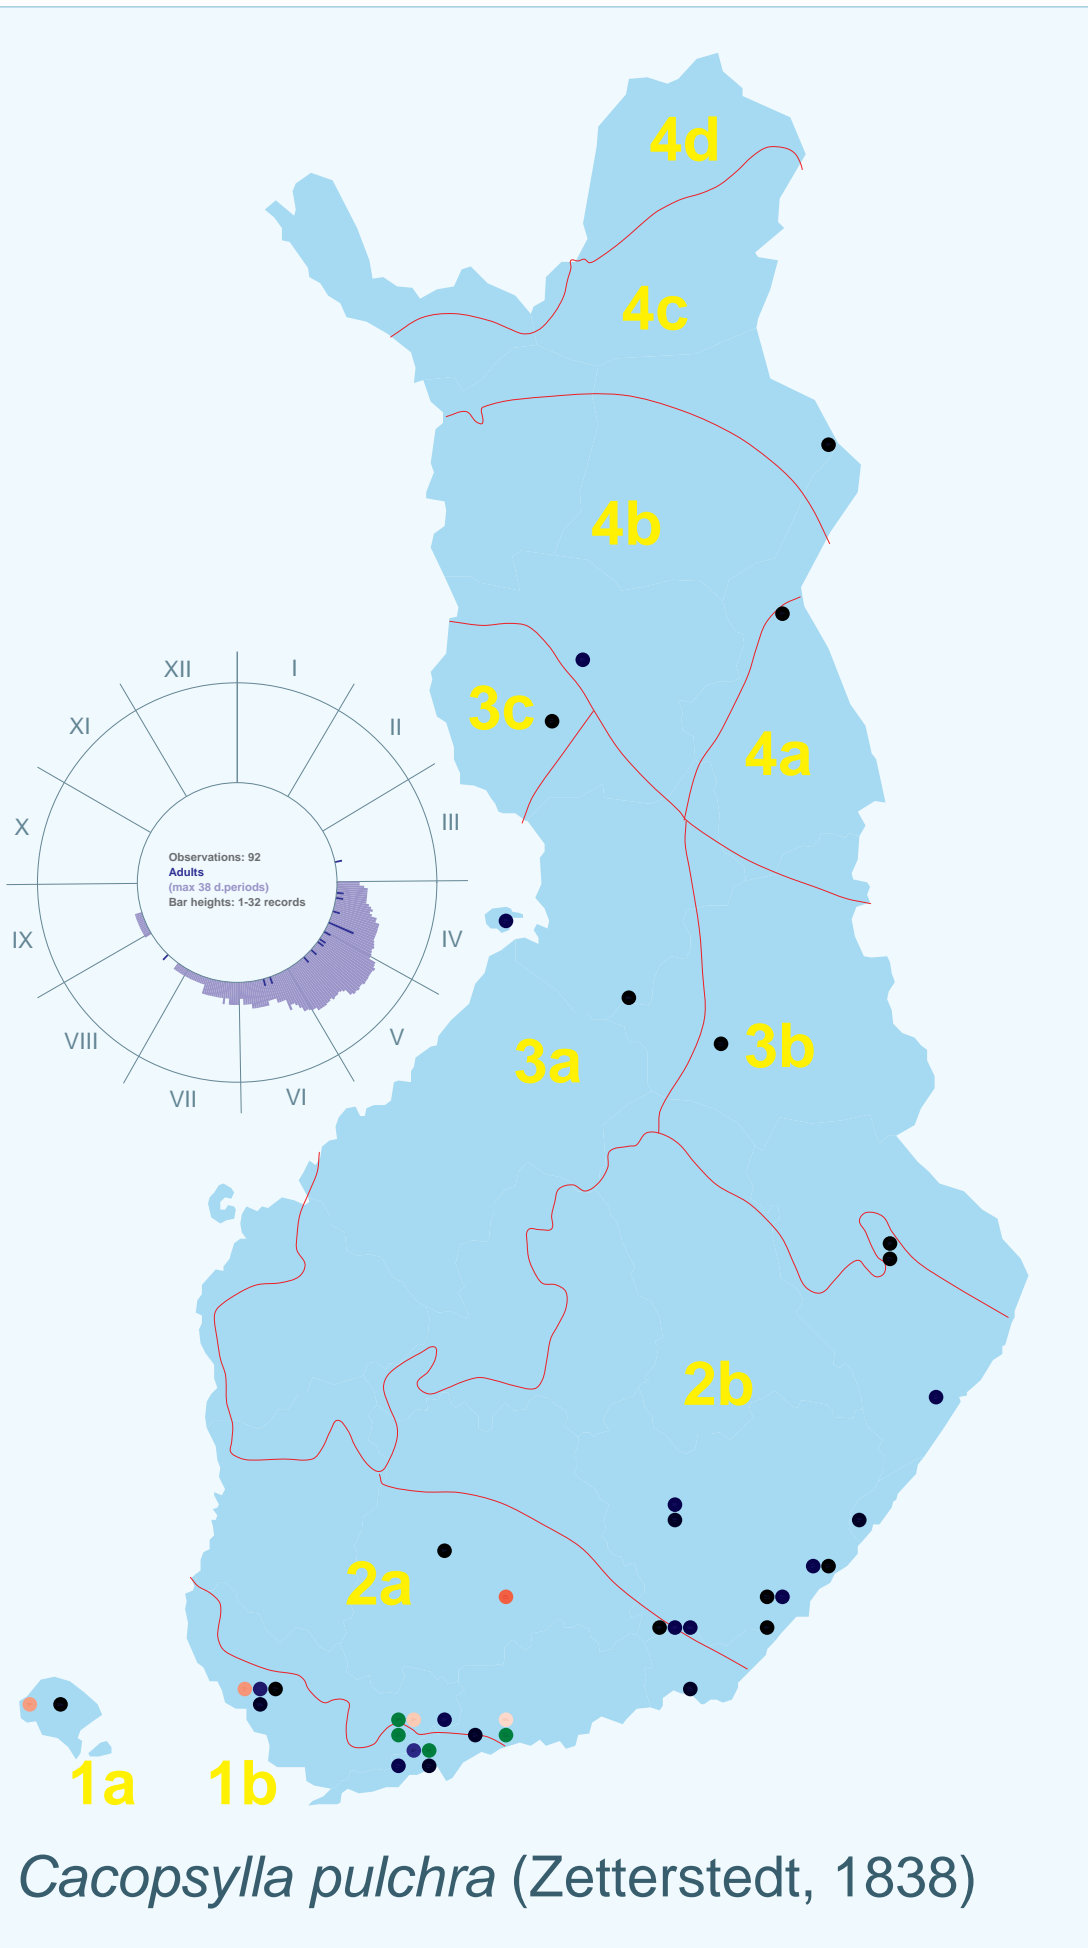 4d
4c
4b
XII
I
XI
II
3c
4a
X
III
Observations: 92
Adults
(max 38 d.periods)
Bar heights: 1-32 records
IX
IV
VIII
V
3a
3b
VII
VI
2b
2a
1a
1b
Cacopsylla pulchra (Zetterstedt, 1838)